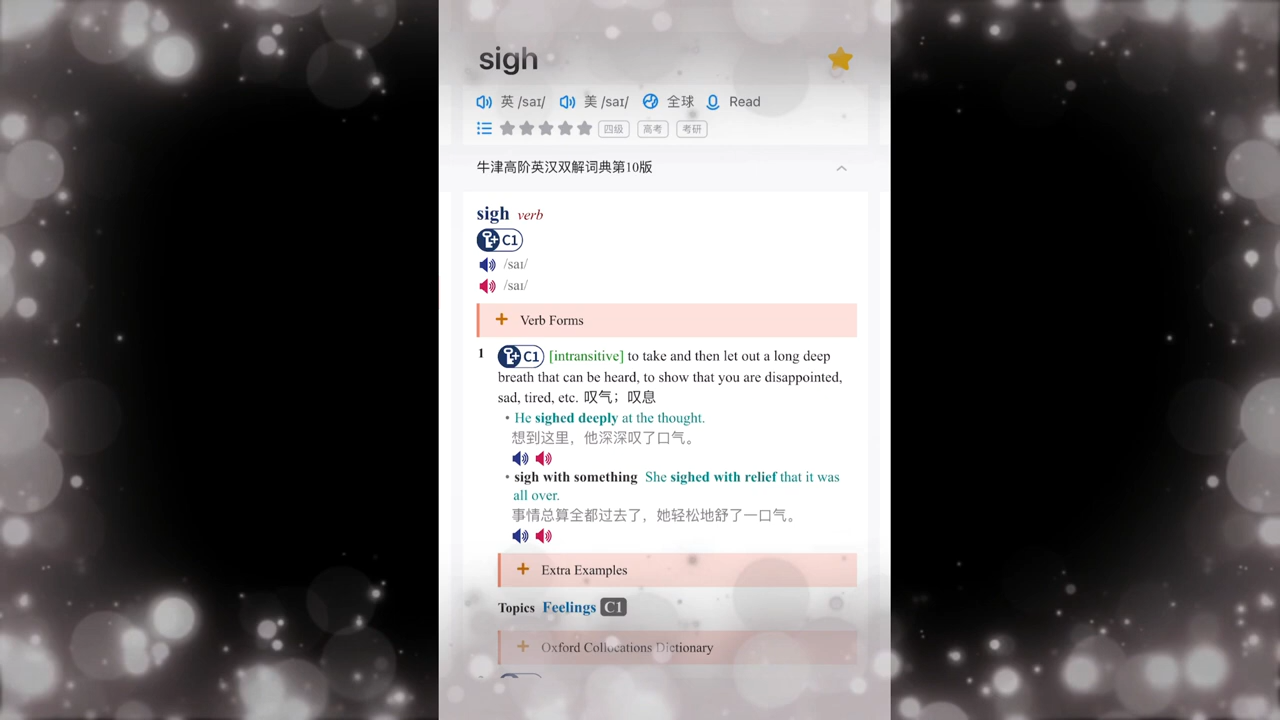 sigh
英 /saɪ/ 美 /saɪ/ 全球 Read
四级 高考 考研
牛津高阶英汉双解词典第10版
sigh verb
C1
/saɪ/
/saɪ/
+ Verb Forms
1 C1 [intransitive] to take and then let out a long deep
breath that can be heard, to show that you are disappointed,
sad, tired, etc. 叹气；叹息
• He sighed deeply at the thought.
想到这里，他深深叹了口气。
• sigh with something She sighed with relief that it was
all over.
事情总算全都过去了，她轻松地舒了一口气。
+ Extra Examples
Topics Feelings C1
+ Oxford Collocations Dictionary